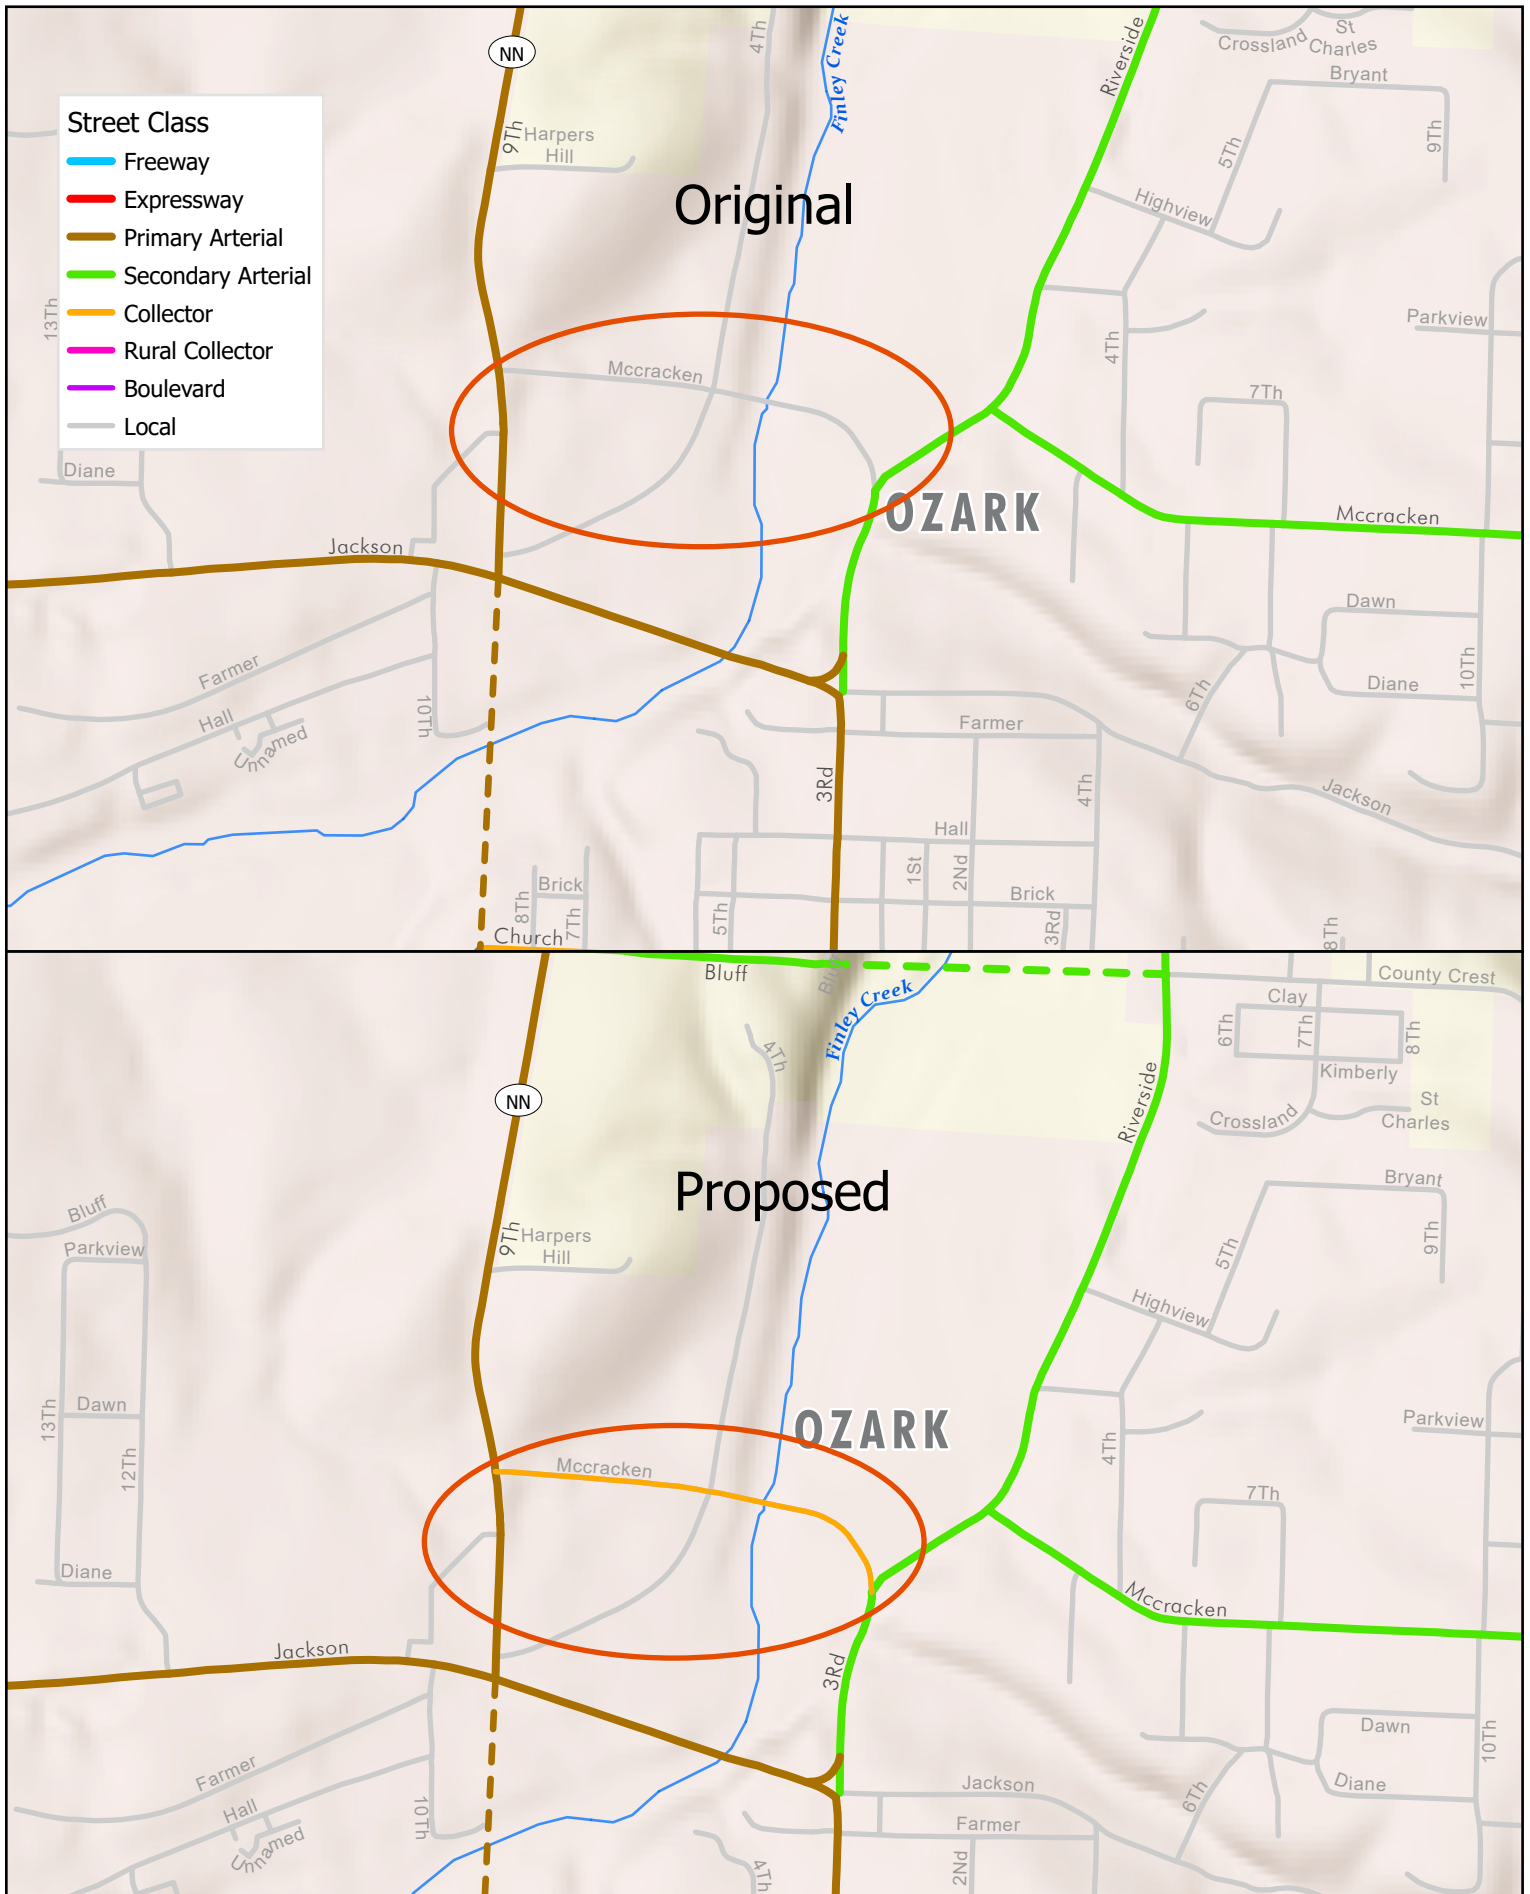 4Th
Finley Creek
Riverside
Crossland
St
Charles
Bryant
NN
9Th
Harpers
Hill
5Th
9Th
Street Class
Freeway
Expressway
Primary Arterial
Secondary Arterial
Collector
Rural Collector
Boulevard
Local
Original
Highview
13Th
Parkview
4Th
Mccracken
7Th
Diane
OZARK
Mccracken
Jackson
Dawn
Farmer
10Th
Diane
6Th
Hall
Unnamed
10Th
Farmer
3Rd
4Th
Jackson
Hall
1St
2Nd
Brick
8Th
7Th
5Th
Brick
3Rd
8Th
Church
Bluff
Bluff
Finley Creek
County Crest
Clay
6Th
7Th
8Th
Kimberly
4Th
NN
Riverside
St
Charles
Crossland
Proposed
Bluff
Parkview
9Th
Harpers
Hill
Bryant
5Th
9Th
Highview
13Th
Dawn
12Th
OZARK
Parkview
4Th
Mccracken
7Th
Diane
Mccracken
Jackson
3Rd
Dawn
10Th
Farmer
Jackson
Diane
6Th
Hall
Unnamed
10Th
Farmer
4Th
2Nd